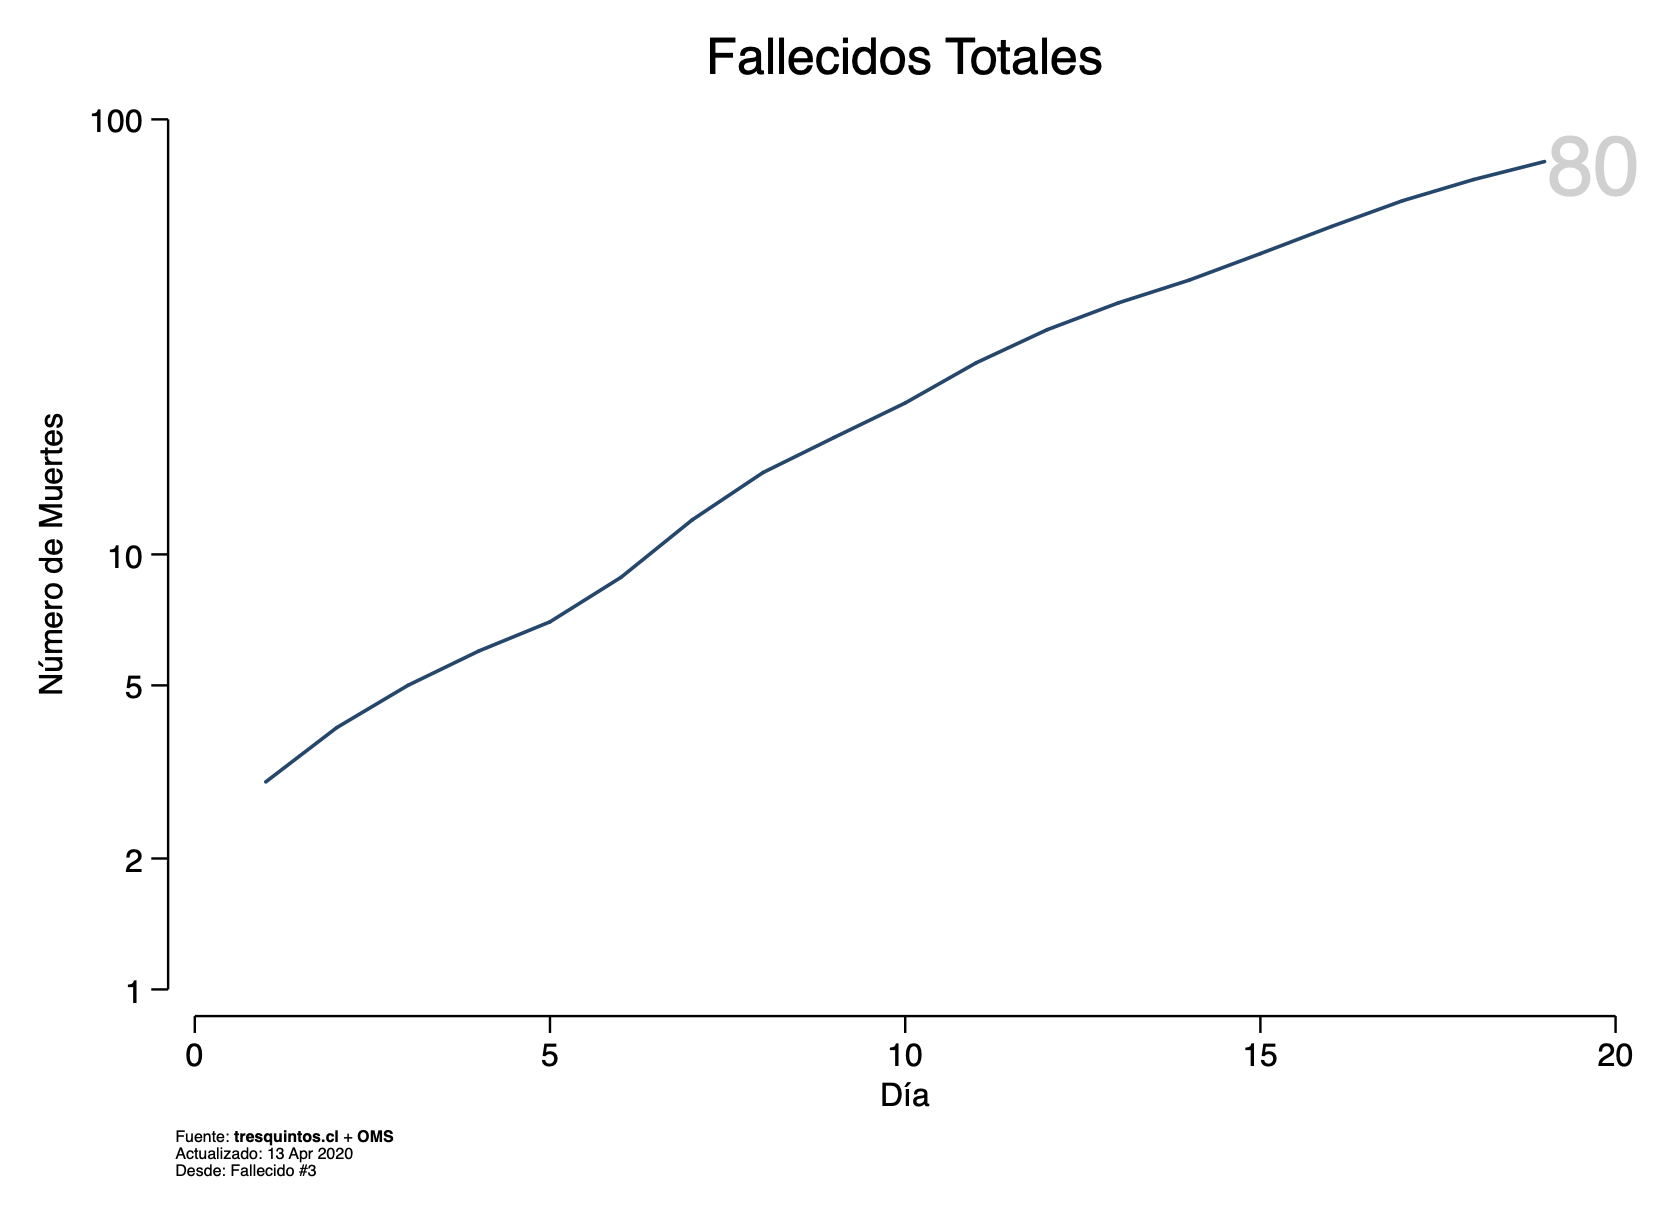 Fallecidos Totales
100
80
10
5
2
1
Número de Muertes
0 5 10 15 20
Día
Fuente: tresquintos.cl + OMS
Actualizado: 13 Apr 2020
Desde: Fallecido #3